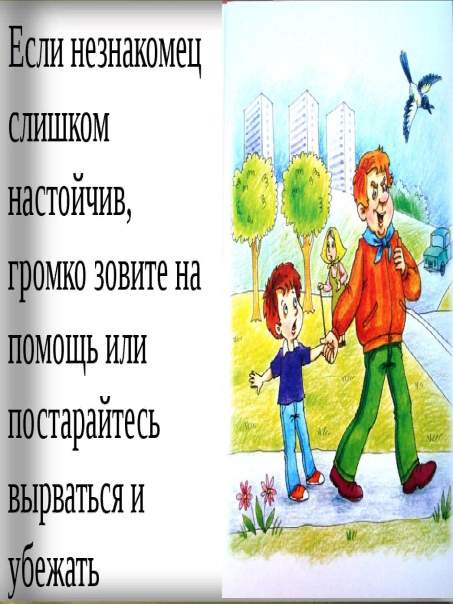 Если незнакомец
слишком
настойчив,
громко зовите на
помощь или
постарайтесь
вырваться и
убежать